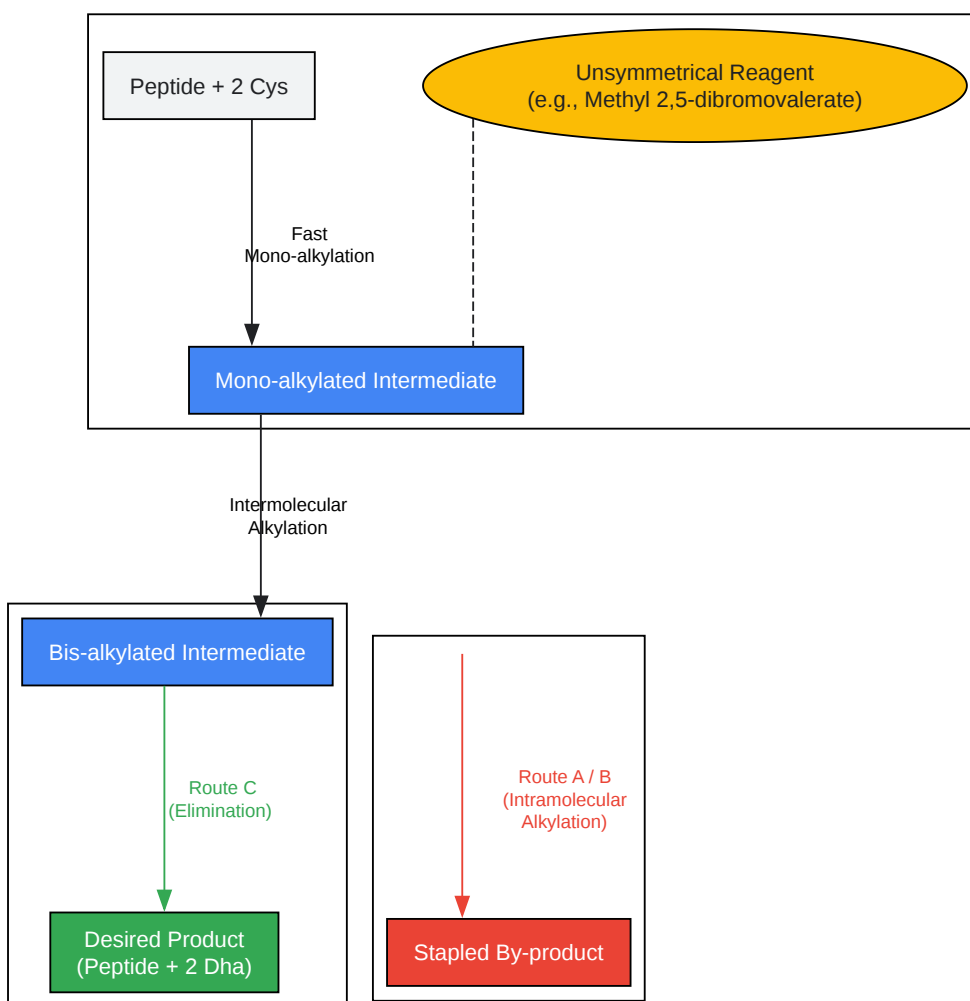 Peptide + 2 Cys
Unsymmetrical Reagent
(e.g., Methyl 2,5-dibromovalerate)
Fast
Mono-alkylation
Mono-alkylated Intermediate
Intermolecular
Alkylation
Bis-alkylated Intermediate
Route C
(Elimination)
Route A / B
(Intramolecular
Alkylation)
Desired Product
(Peptide + 2 Dha)
Stapled By-product